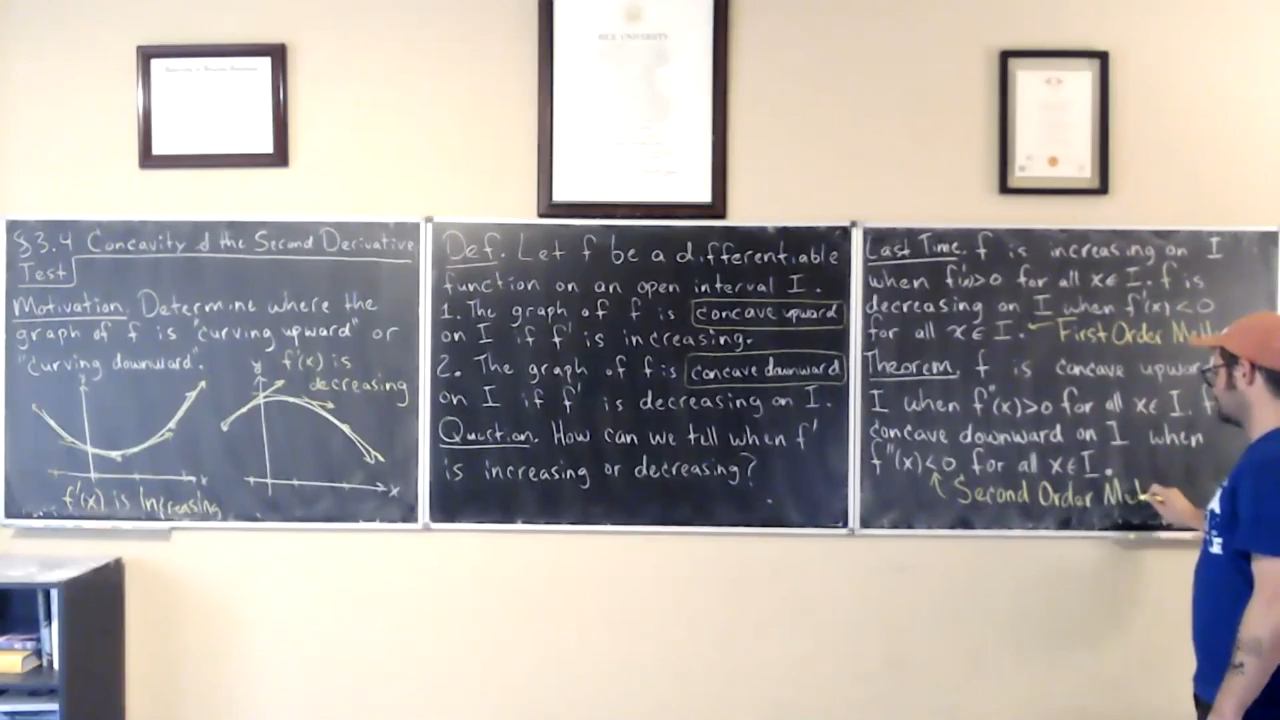 RICE UNIVERSITY
§3.4 Concavity & the Second Derivative
Test
Motivation. Determine where the
graph of f is "curving upward" or
"curving downward".
y
x
f'(x) is increasing
y
f'(x) is
decreasing
x
Def. Let f be a differentiable
function on an open interval I.
1. The graph of f is concave upward
on I if f' is increasing.
2. The graph of f is concave downward
on I if f' is decreasing on I.
Question. How can we tell when f'
is increasing or decreasing?
Last Time. f is increasing on I
when f'(x)>0 for all x∈I. f is
decreasing on I when f'(x)<0
for all x∈I. ← First Order
Theorem. f is concave upwar
I when f''(x)>0 for all x∈I. f
concave downward on I when
f''(x)<0 for all x∈I.
↑ Second Order Met